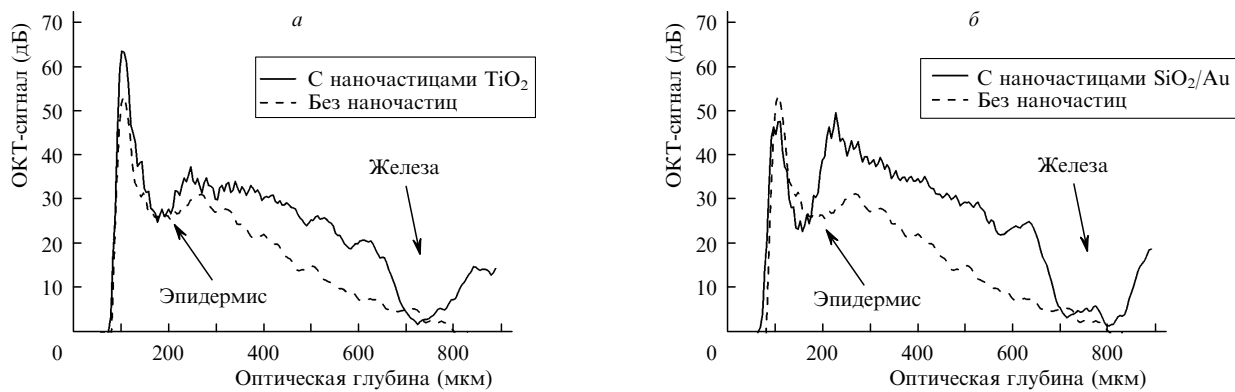 а
ОКТ-сигнал (дБ)
70
60
50
40
30
20
10
0
200
400
600
800
Оптическая глубина (мкм)
С наночастицами TiO₂
Без наночастиц
Железа
Эпидермис
б
ОКТ-сигнал (дБ)
70
60
50
40
30
20
10
0
200
400
600
800
Оптическая глубина (мкм)
С наночастицами SiO₂/Au
Без наночастиц
Железа
Эпидермис